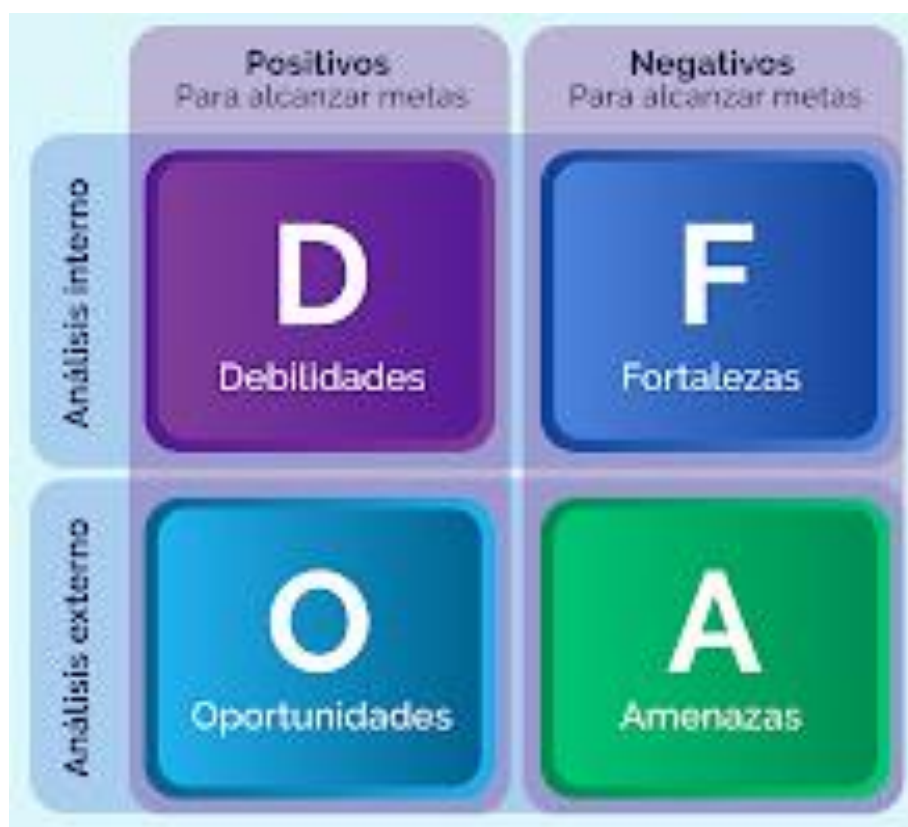 Positivos
Para alcanzar metas
Negativos
Para alcanzar metas
Análisis interno
D
Debilidades
F
Fortalezas
Análisis externo
O
Oportunidades
A
Amenazas